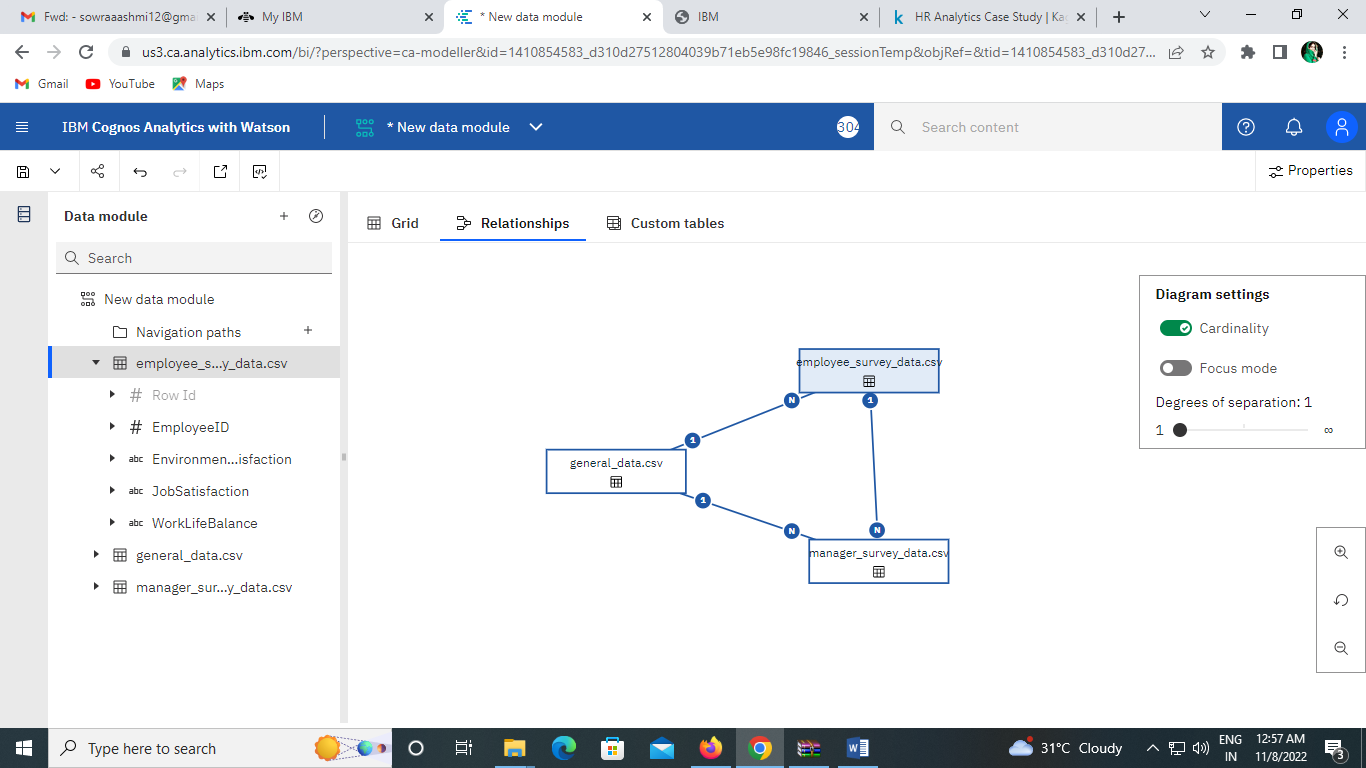 Fwd: - sowraaashmi12@gmai
My IBM
* New data module
IBM
HR Analytics Case Study | Kag
us3.ca.analytics.ibm.com/bi/?perspective=ca-modeller&id=1410854583_d310d27512804039b71eb5e98fc19846_sessionTemp&objRef=&tid=1410854583_d310d27...
Gmail
YouTube
Maps
IBM Cognos Analytics with Watson
* New data module
304
Search content
Properties
Data module
Grid
Relationships
Custom tables
Search
New data module
Navigation paths
employee_s...y_data.csv
# Row Id
# EmployeeID
abc Environmen...isfaction
abc JobSatisfaction
abc WorkLifeBalance
general_data.csv
manager_sur...y_data.csv
employee_survey_data.csv
N
1
1
general_data.csv
1
N
N
manager_survey_data.csv
Diagram settings
Cardinality
Focus mode
Degrees of separation: 1
1
∞
Type here to search
31°C Cloudy
ENG
IN
12:57 AM
11/8/2022
3